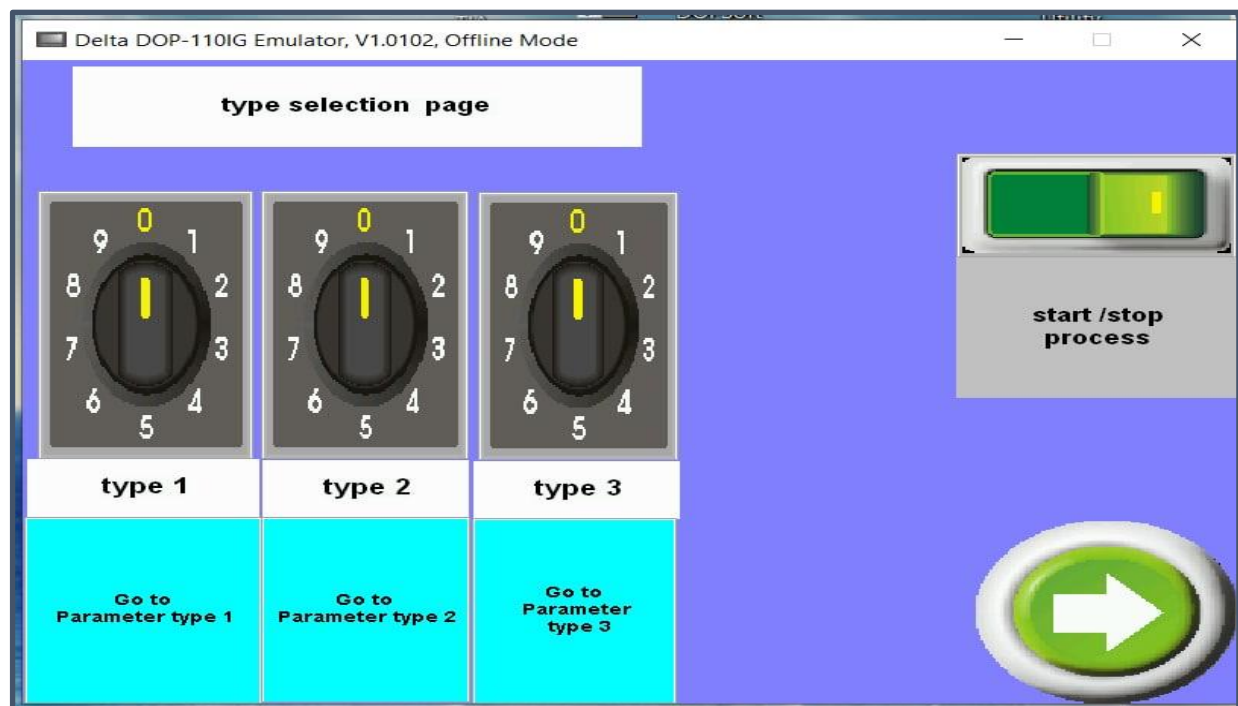 Delta DOP-110IG Emulator, V1.0102, Offline Mode
type selection page
0
9 1
8 2
7 3
6 4
5
0
9 1
8 2
7 3
6 4
5
0
9 1
8 2
7 3
6 4
5
start /stop
process
type 1
type 2
type 3
Go to
Parameter type 1
Go to
Parameter type 2
Go to
Parameter
type 3